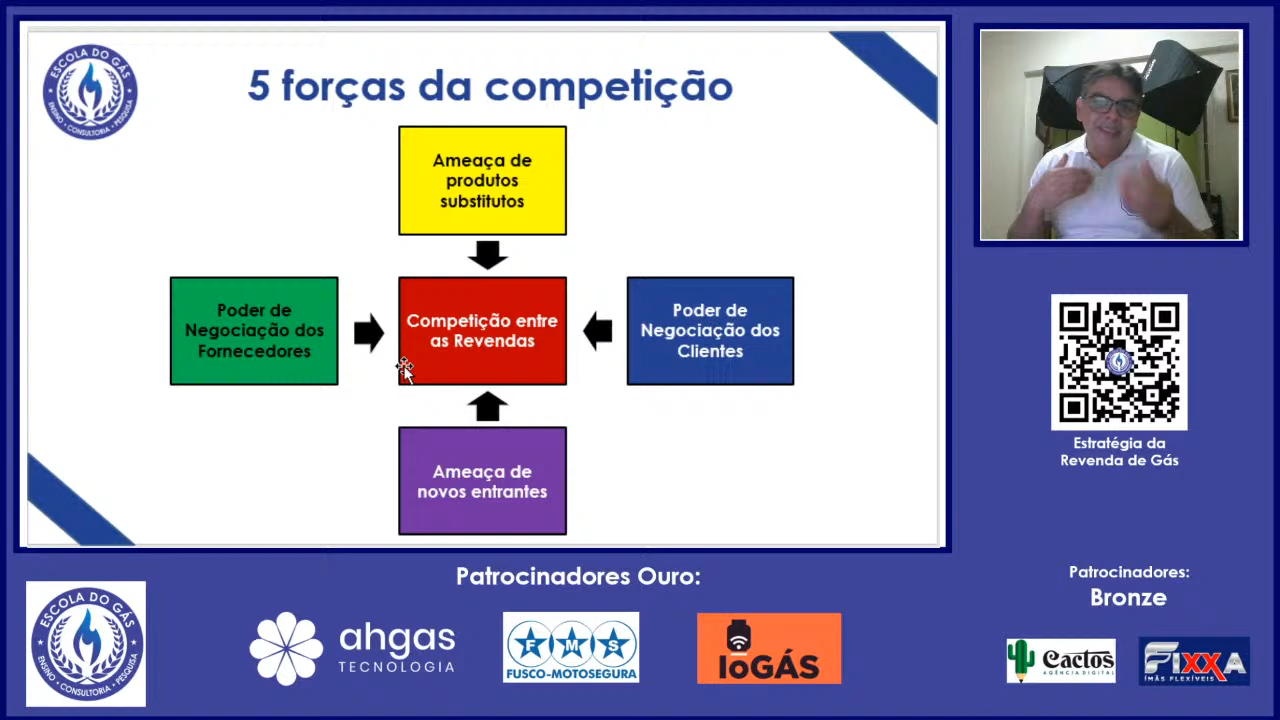 ESCOLA DO GÁS
ENSINO • CONSULTORIA • PESQUISA
5 forças da competição
Ameaça de
produtos
substitutos
Poder de
Negociação dos
Fornecedores
Competição entre
as Revendas
Poder de
Negociação dos
Clientes
Ameaça de
novos entrantes
Estratégia da
Revenda de Gás
Patrocinadores Ouro:
Patrocinadores:
Bronze
ESCOLA DO GÁS
ENSINO • CONSULTORIA • PESQUISA
ahgas
TECNOLOGIA
F M S
FUSCO-MOTOSEGURA
IoGÁS
Cactos
AGÊNCIA DIGITAL
FIXXA
ÍMÃS FLEXÍVEIS